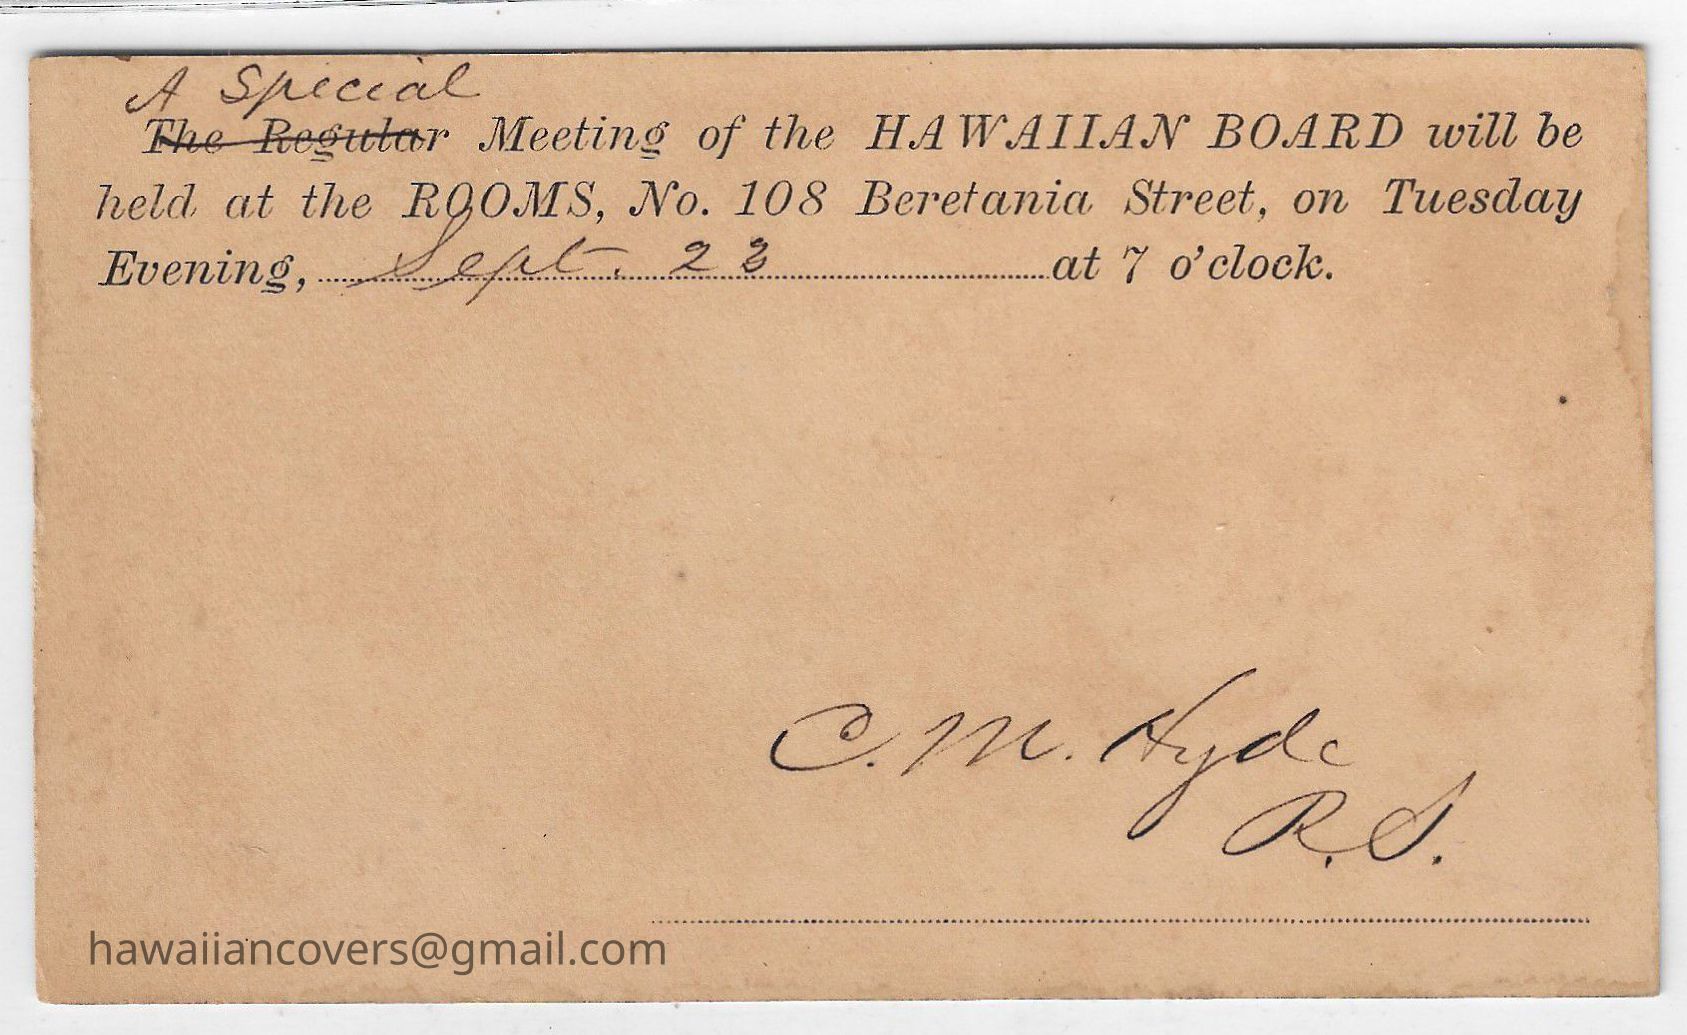 A Special
The Regular Meeting of the HAWAIIAN BOARD will be
held at the ROOMS, No. 108 Beretania Street, on Tuesday
Evening, Sept. 23 at 7 o'clock.
C. M. Hyde
R. S.
hawaiiancovers@gmail.com